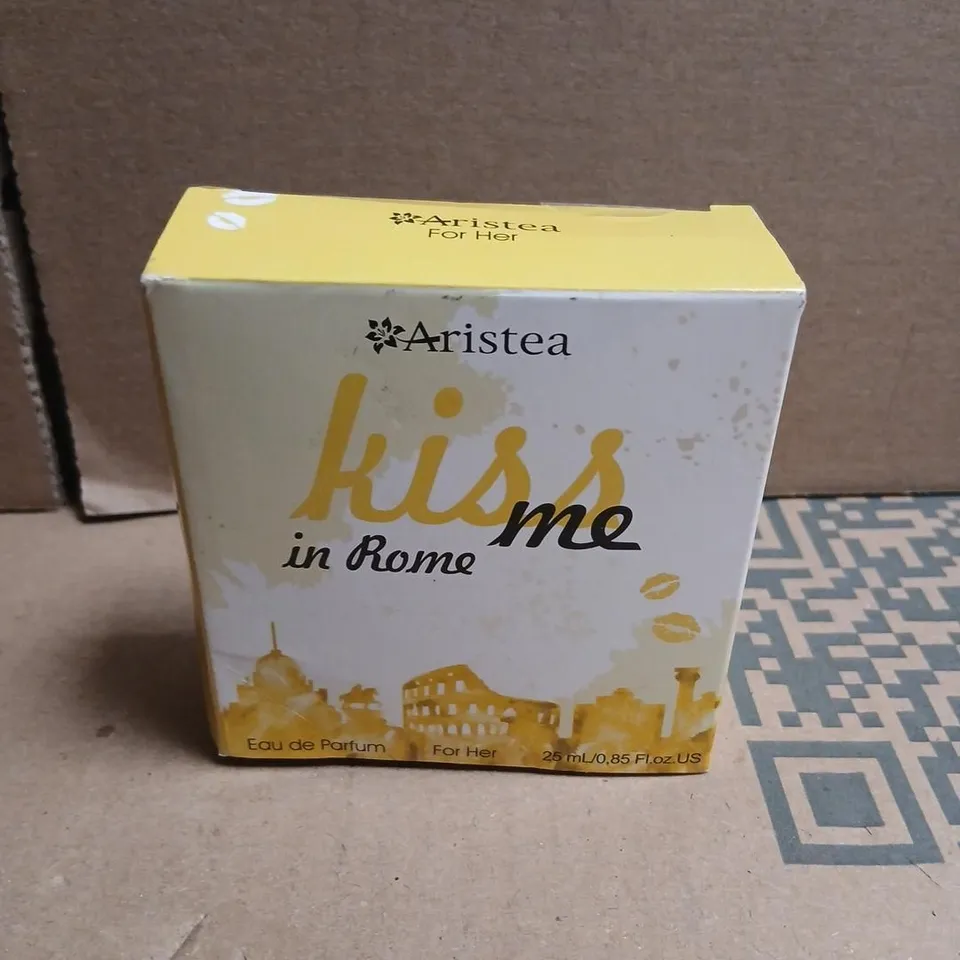 Aristea
For Her
Aristea
kiss
me
in Rome
Eau de Parfum For Her 25 mL/0,85 Fl.oz.US